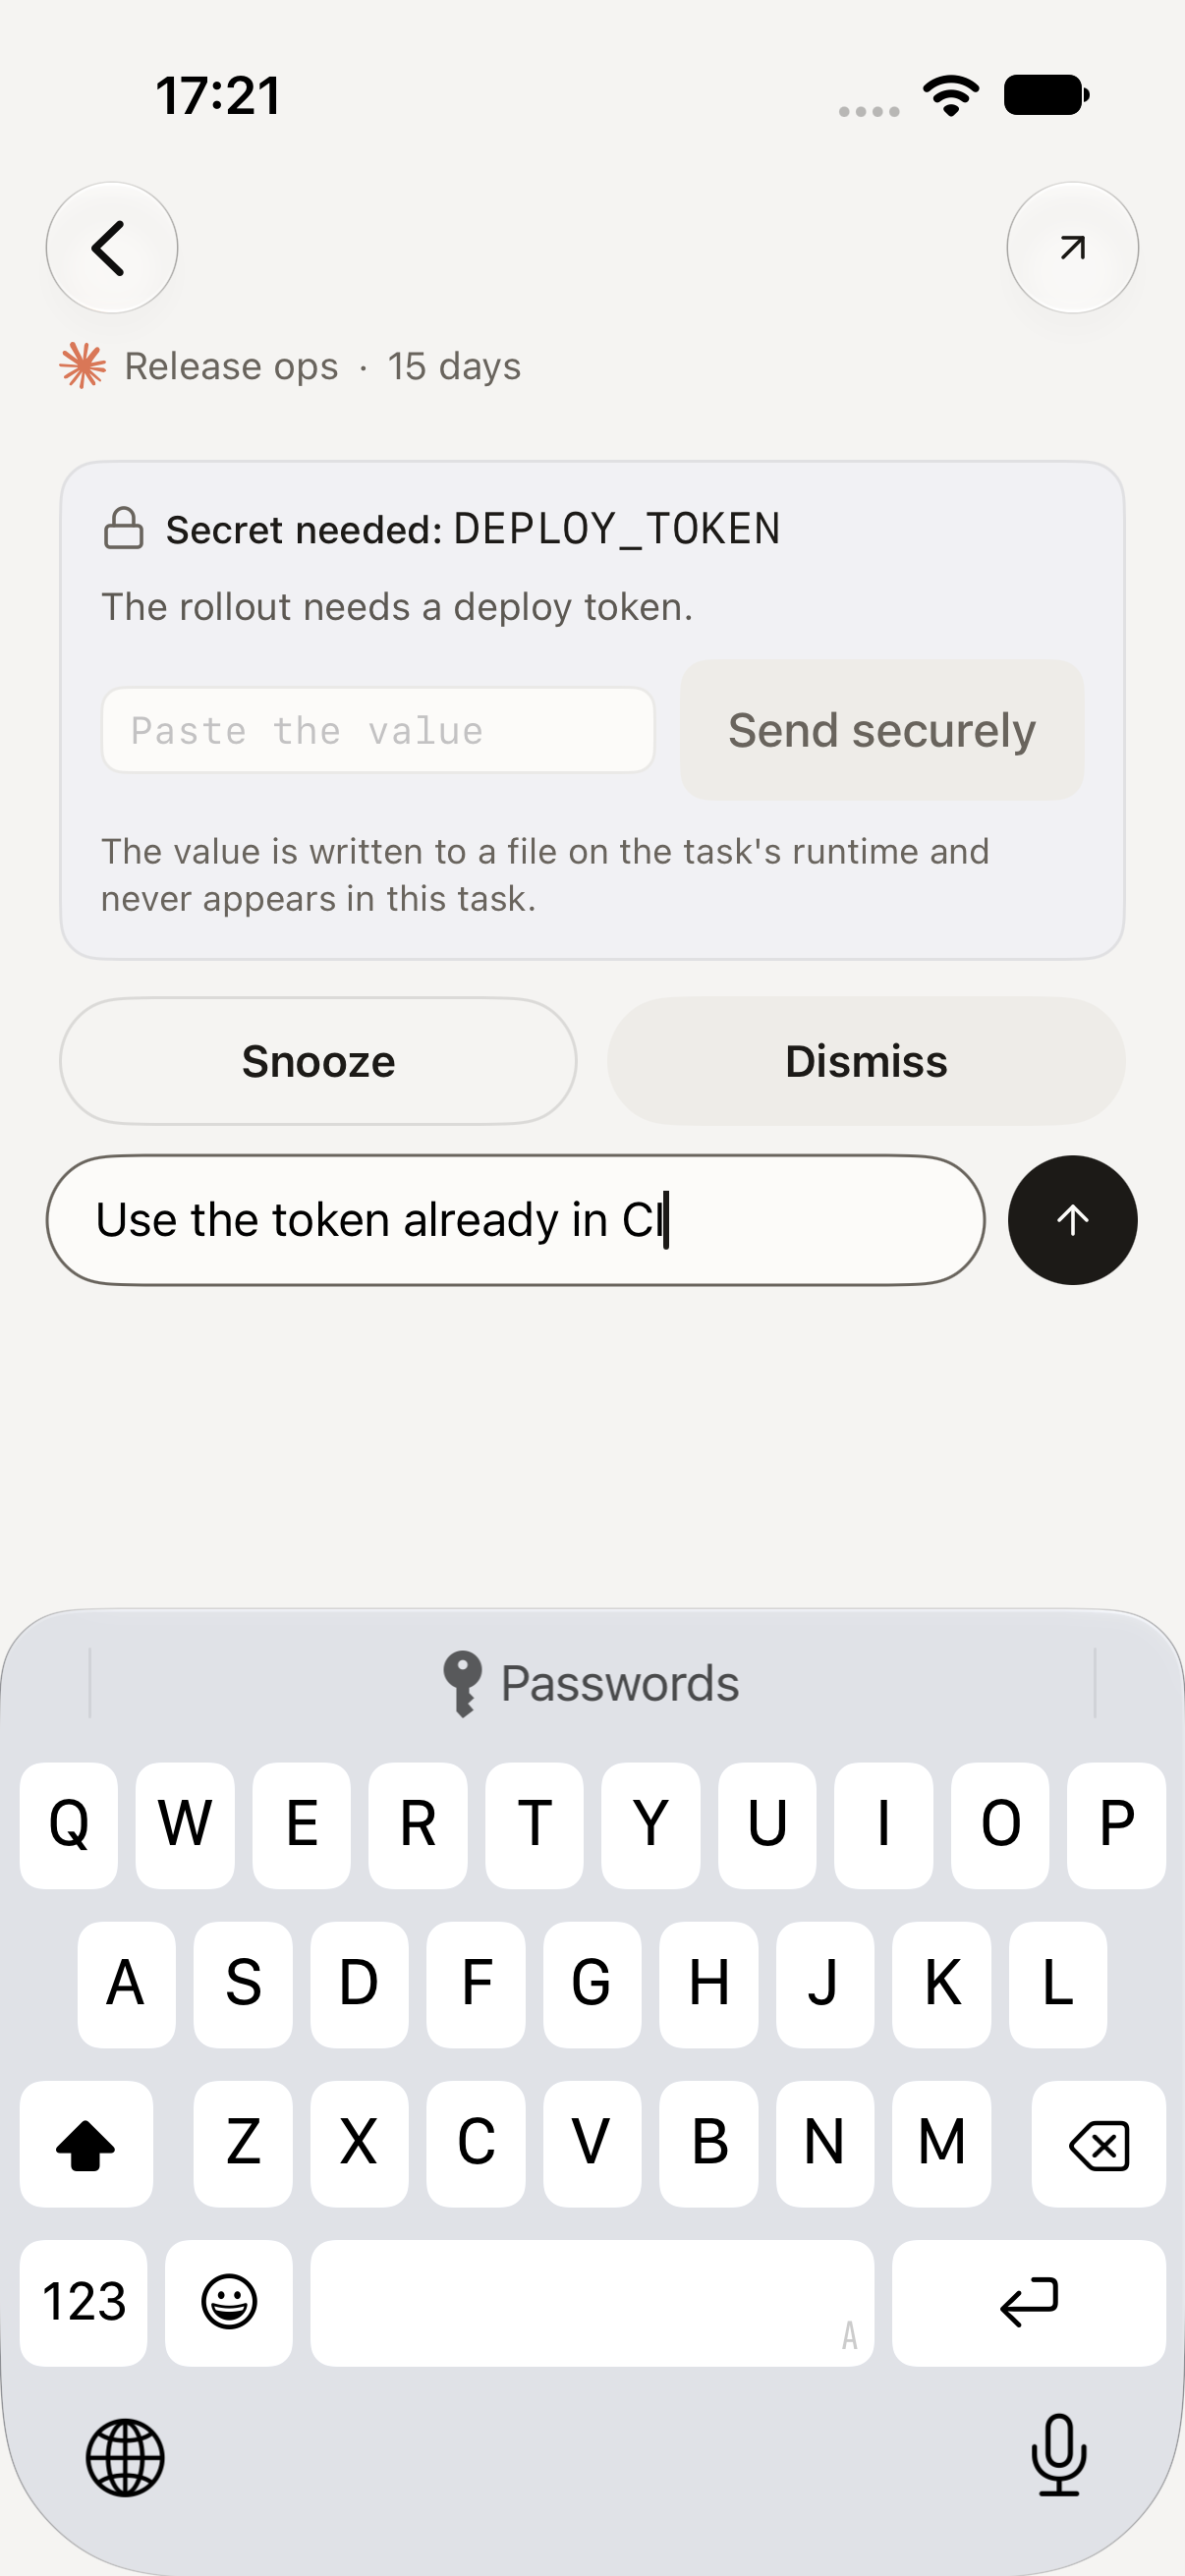 17:21
Release ops · 15 days
Secret needed: DEPLOY_TOKEN
The rollout needs a deploy token.
Paste the value
Send securely
The value is written to a file on the task's runtime and
never appears in this task.
Snooze
Dismiss
Use the token already in CI
Passwords
Q W E R T Y U I O P
A S D F G H J K L
Z X C V B N M
123
A